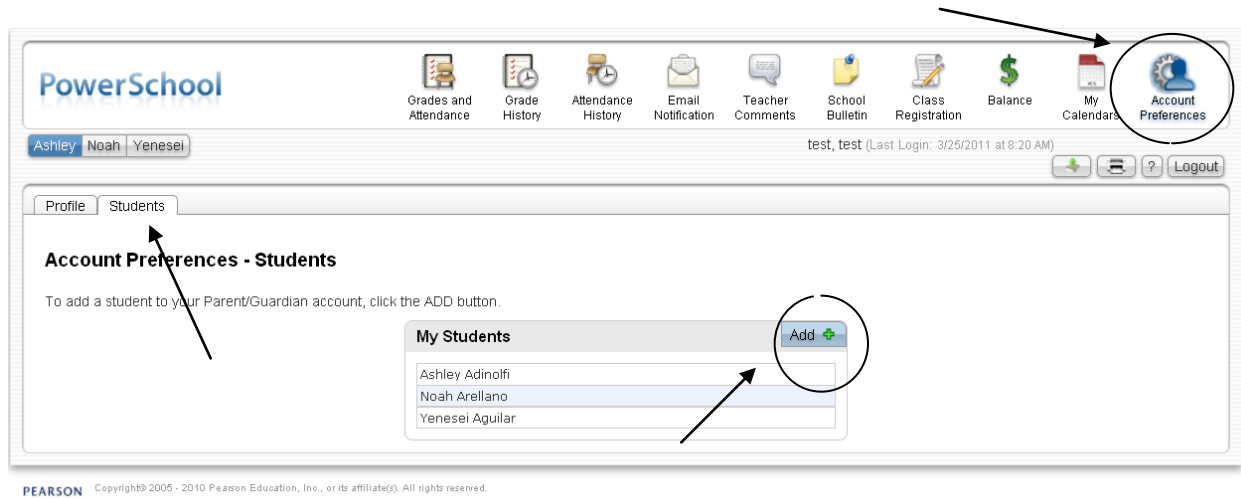 PowerSchool
Grades and Attendance
Grade History
Attendance History
Email Notification
Teacher Comments
School Bulletin
Class Registration
Balance
My Calendars
Account Preferences
Ashley Noah Yenesei
test, test (Last Login: 3/25/2011 at 8:20 AM)
? Logout
Profile Students
Account Preferences - Students
To add a student to your Parent/Guardian account, click the ADD button.
My Students Add
Ashley Adinolfi
Noah Arellano
Yenesei Aguilar
PEARSON Copyright© 2005 - 2010 Pearson Education, Inc., or its affiliate(s). All rights reserved.